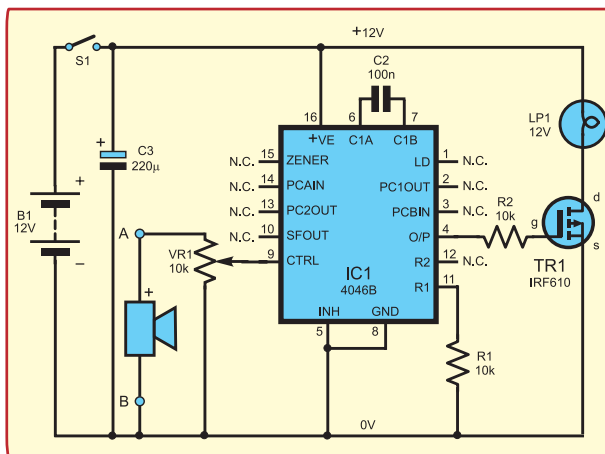 +12V
S1
C2
100n
16
6
7
+VE
C1A
C1B
LP1
12V
+
C3
220µ
N.C.
15
ZENER
LD
1
N.C.
N.C.
14
PCAIN
PC1OUT
2
N.C.
N.C.
13
PC2OUT
PCBIN
3
N.C.
N.C.
10
SFOUT
O/P
4
9
CTRL
R2
12
N.C.
R1
11
IC1
4046B
INH
GND
5
8
+
B1
12V
–
A
VR1
10k
+
B
R2
10k
g
d
s
TR1
IRF610
R1
10k
0V